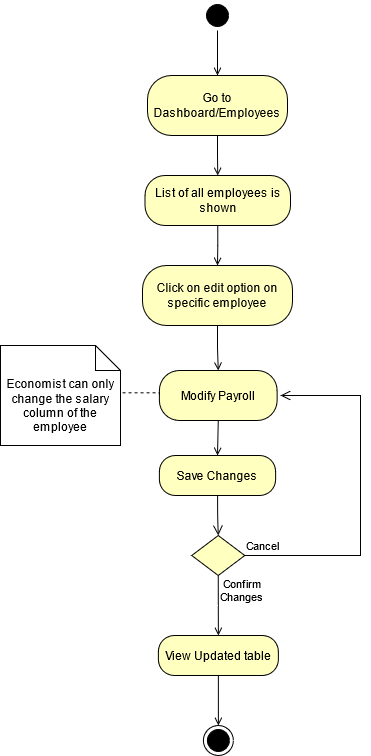 Go to
Dashboard/Employees
List of all employees is
shown
Click on edit option on
specific employee
Economist can only
change the salary
column of the
employee
Modify Payroll
Save Changes
Cancel
Confirm
Changes
View Updated table